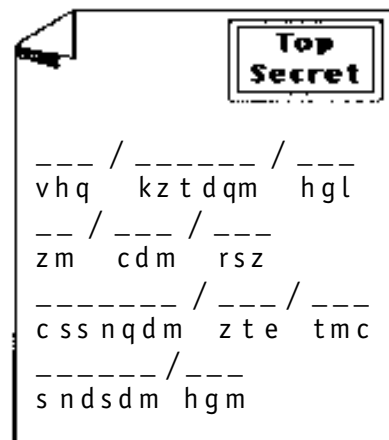 Top
Secret
___ / ______ / ___
vhq kztdqm hgl
__ / ___ / ___
zm cdm rsz
_______ / ___ / ___
cssnqdm zte tmc
______ / ___
sndsdm hgm